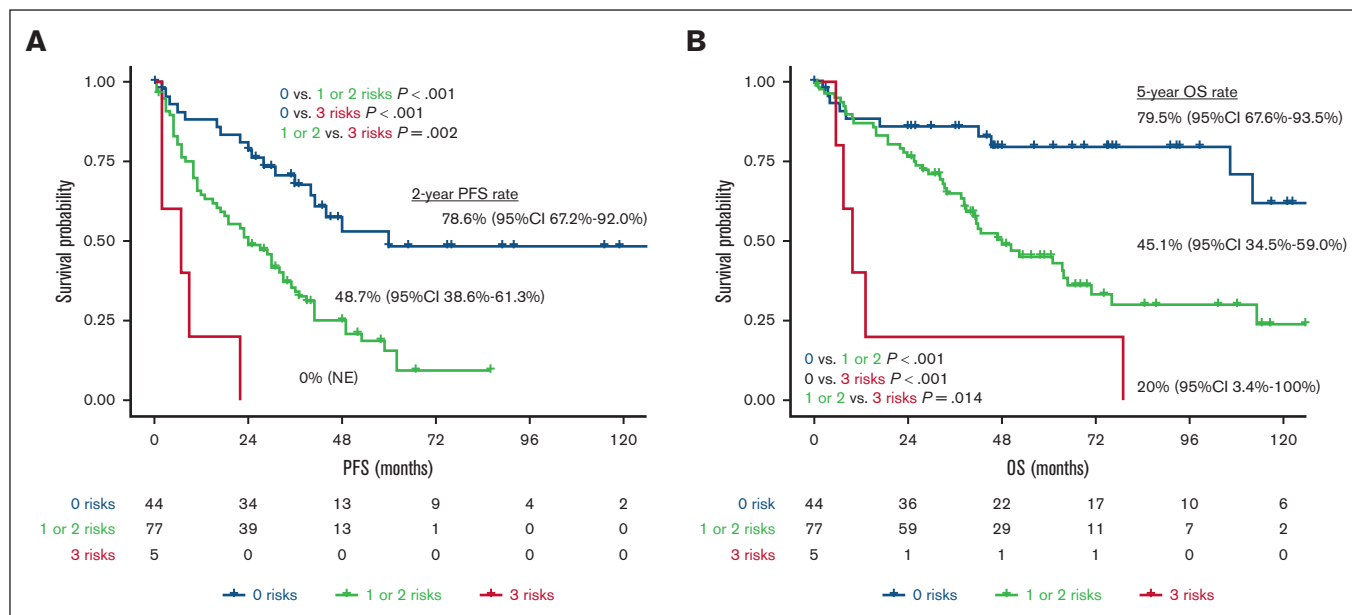 A
1.00
0.75
0.50
0.25
0.00
Survival probability
0 vs. 1 or 2 risks P < .001
0 vs. 3 risks P < .001
1 or 2 vs. 3 risks P = .002
2-year PFS rate
78.6% (95%CI 67.2%-92.0%)
48.7% (95%CI 38.6%-61.3%)
0% (NE)
0 24 48 72 96 120
PFS (months)
0 risks 44 34 13 9 4 2
1 or 2 risks 77 39 13 1 0 0
3 risks 5 0 0 0 0 0
0 risks 1 or 2 risks 3 risks
B
1.00
0.75
0.50
0.25
0.00
Survival probability
5-year OS rate
79.5% (95%CI 67.6%-93.5%)
45.1% (95%CI 34.5%-59.0%)
0 vs. 1 or 2 P < .001
0 vs. 3 risks P < .001
1 or 2 vs. 3 risks P = .014
20% (95%CI 3.4%-100%)
0 24 48 72 96 120
OS (months)
0 risk 44 36 22 17 10 6
1 or 2 risks 77 59 29 11 7 2
3 risks 5 1 1 1 0 0
0 risks 1 or 2 risks 3 risks